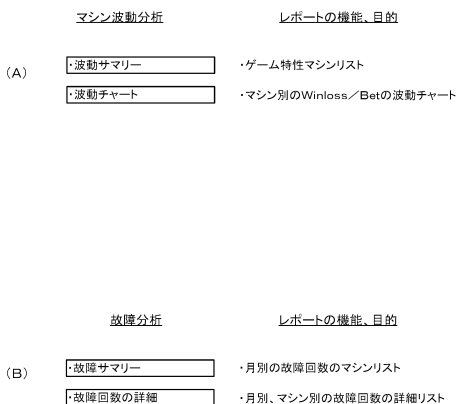 マシン波動分析　レポートの機能、目的
（A）
・波動サマリー　・ゲーム特性マシンリスト
・波動チャート　・マシン別のWinloss／Betの波動チャート
故障分析　レポートの機能、目的
（B）
・故障サマリー　・月別の故障回数のマシンリスト
・故障回数の詳細　・月別、マシン別の故障回数の詳細リスト